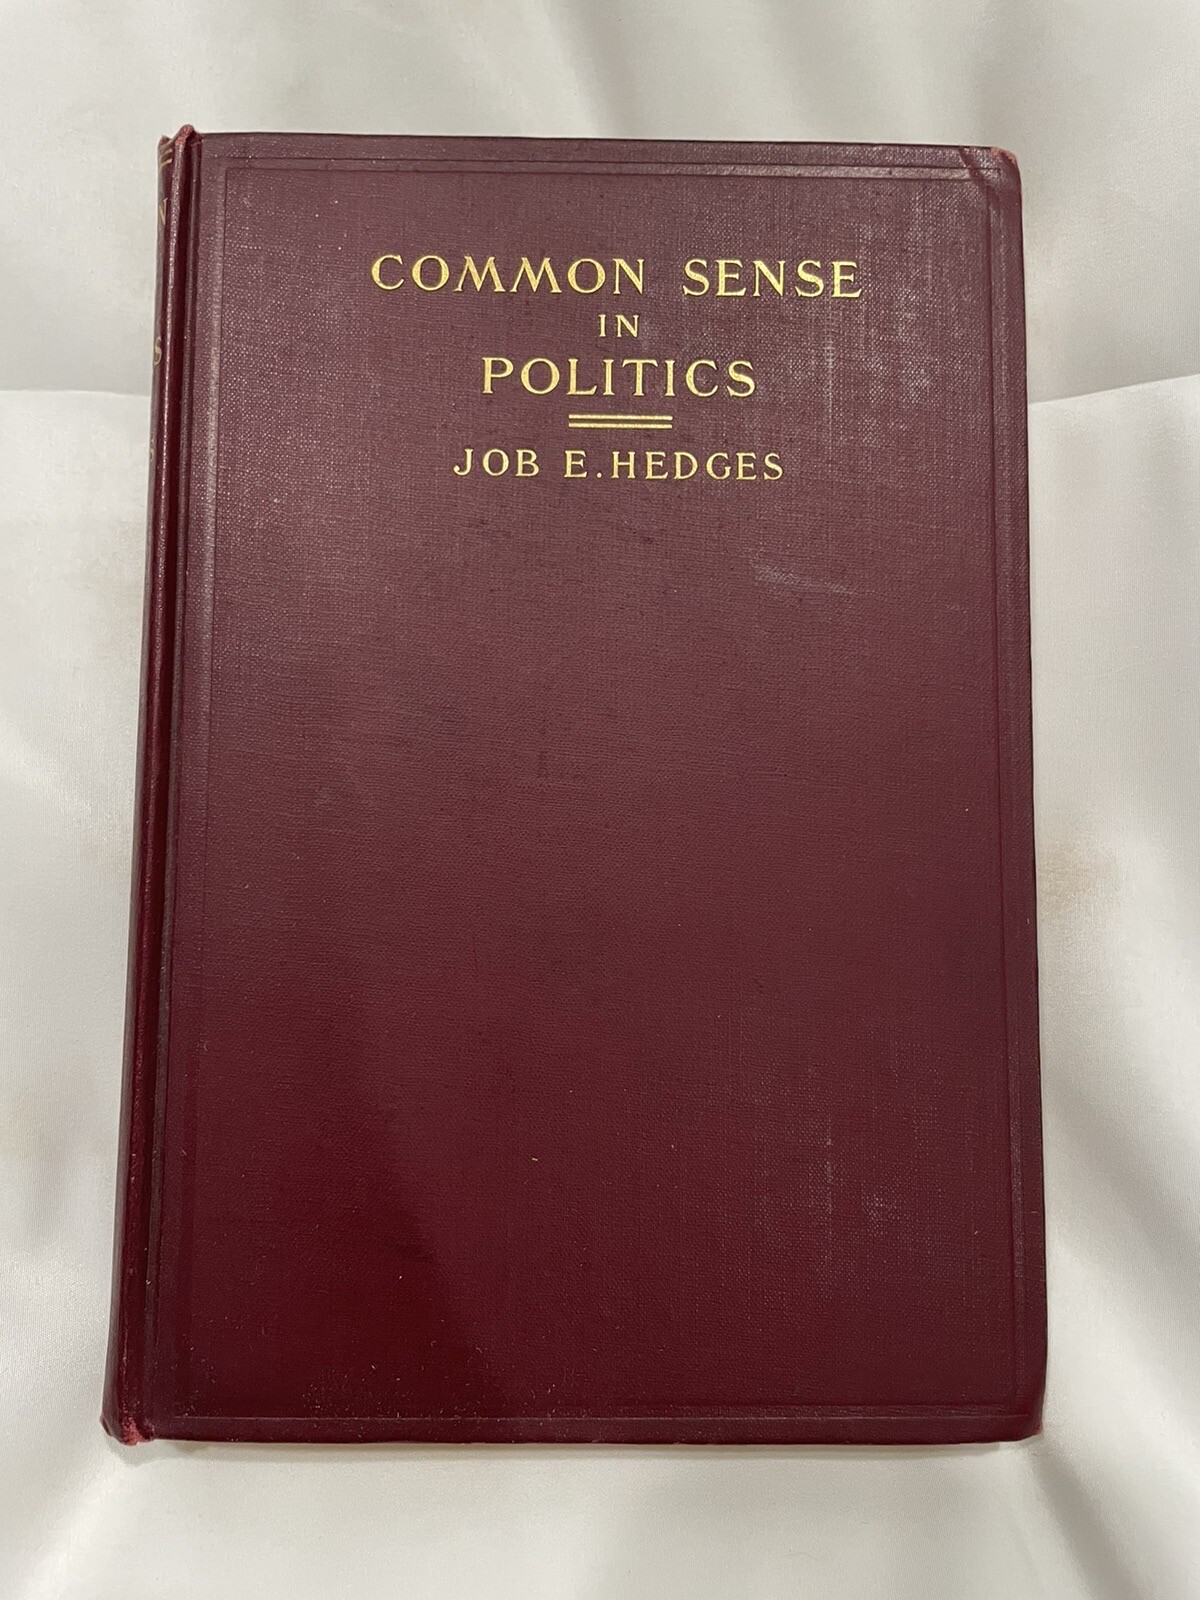 COMMON SENSE
IN
POLITICS
JOB E. HEDGES